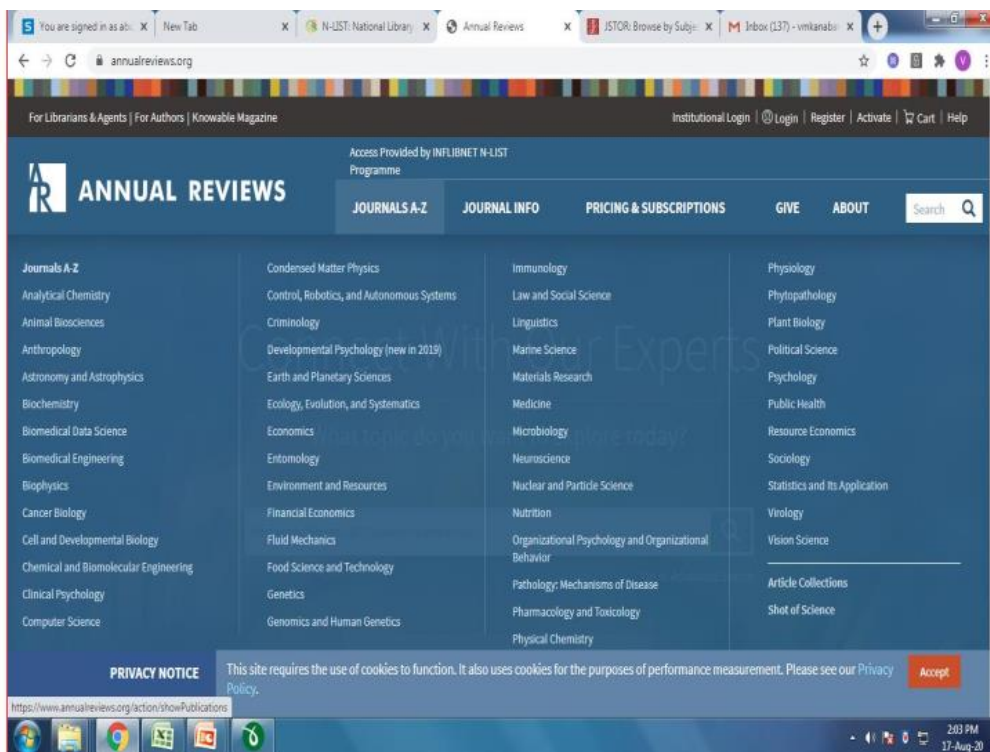 You are signed in as ab
New Tab
N-LIST: National Library
Annual Reviews
JSTOR: Browse by Subje
Inbox (137) - vmkanaba
annualreviews.org
For Librarians & Agents | For Authors | Knowable Magazine
Institutional Login | Login | Register | Activate | Cart | Help
Access Provided by INFLIBNET N-LIST
Programme
AR ANNUAL REVIEWS
JOURNALS A-Z JOURNAL INFO PRICING & SUBSCRIPTIONS GIVE ABOUT Search
Journals A-Z
Analytical Chemistry
Animal Biosciences
Anthropology
Astronomy and Astrophysics
Biochemistry
Biomedical Data Science
Biomedical Engineering
Biophysics
Cancer Biology
Cell and Developmental Biology
Chemical and Biomolecular Engineering
Clinical Psychology
Computer Science
Condensed Matter Physics
Control, Robotics, and Autonomous Systems
Criminology
Developmental Psychology (new in 2019)
Earth and Planetary Sciences
Ecology, Evolution, and Systematics
Economics
Entomology
Environment and Resources
Financial Economics
Fluid Mechanics
Food Science and Technology
Genetics
Genomics and Human Genetics
Immunology
Law and Social Science
Linguistics
Marine Science
Materials Research
Medicine
Microbiology
Neuroscience
Nuclear and Particle Science
Nutrition
Organizational Psychology and Organizational
Behavior
Pathology: Mechanisms of Disease
Pharmacology and Toxicology
Physical Chemistry
Physiology
Phytopathology
Plant Biology
Political Science
Psychology
Public Health
Resource Economics
Sociology
Statistics and Its Application
Virology
Vision Science
Article Collections
Shot of Science
PRIVACY NOTICE
This site requires the use of cookies to function. It also uses cookies for the purposes of performance measurement. Please see our Privacy
Policy.
Accept
https://www.annualreviews.org/action/showPublications
2:03 PM
17-Aug-20